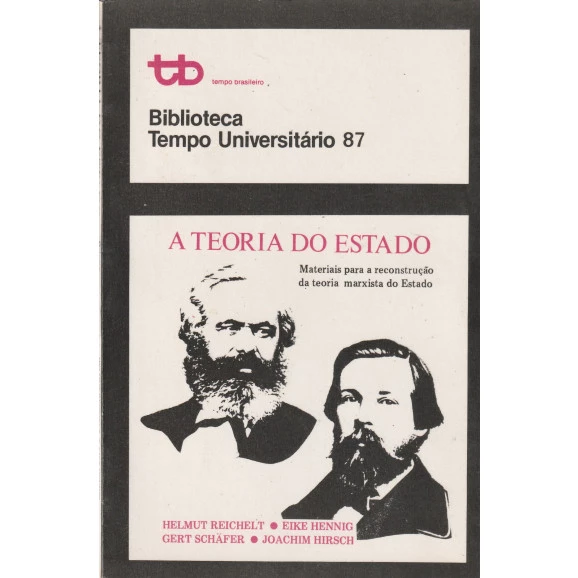 tb tempo brasileiro
Biblioteca
Tempo Universitário 87
A TEORIA DO ESTADO
Materiais para a reconstrução
da teoria marxista do Estado
HELMUT REICHELT ● EIKE HENNIG
GERT SCHÄFER ● JOACHIM HIRSCH